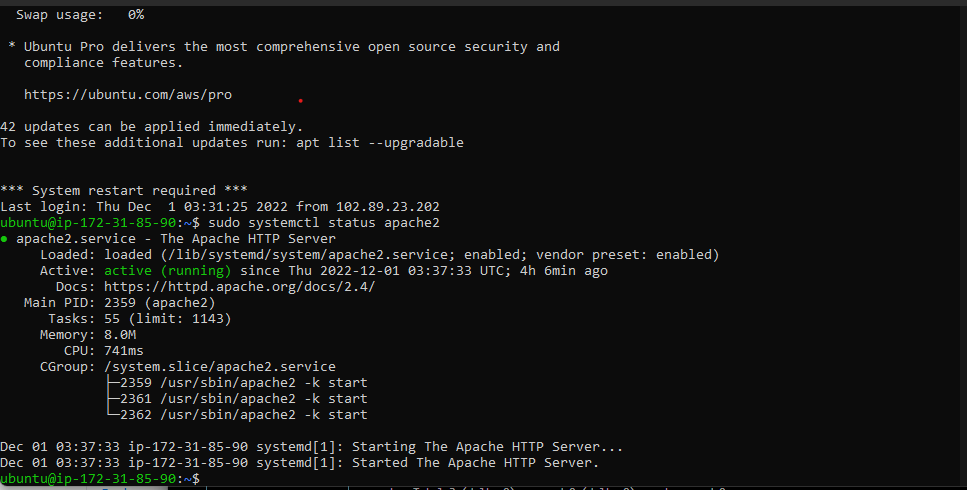 Swap usage:   0%
* Ubuntu Pro delivers the most comprehensive open source security and
compliance features.
https://ubuntu.com/aws/pro
42 updates can be applied immediately.
To see these additional updates run: apt list --upgradable
*** System restart required ***
Last login: Thu Dec  1 03:31:25 2022 from 102.89.23.202
ubuntu@ip-172-31-85-90:~$ sudo systemctl status apache2
● apache2.service - The Apache HTTP Server
Loaded: loaded (/lib/systemd/system/apache2.service; enabled; vendor preset: enabled)
Active: active (running) since Thu 2022-12-01 03:37:33 UTC; 4h 6min ago
Docs: https://httpd.apache.org/docs/2.4/
Main PID: 2359 (apache2)
Tasks: 55 (limit: 1143)
Memory: 8.0M
CPU: 741ms
CGroup: /system.slice/apache2.service
├─2359 /usr/sbin/apache2 -k start
├─2361 /usr/sbin/apache2 -k start
└─2362 /usr/sbin/apache2 -k start
Dec 01 03:37:33 ip-172-31-85-90 systemd[1]: Starting The Apache HTTP Server...
Dec 01 03:37:33 ip-172-31-85-90 systemd[1]: Started The Apache HTTP Server.
ubuntu@ip-172-31-85-90:~$